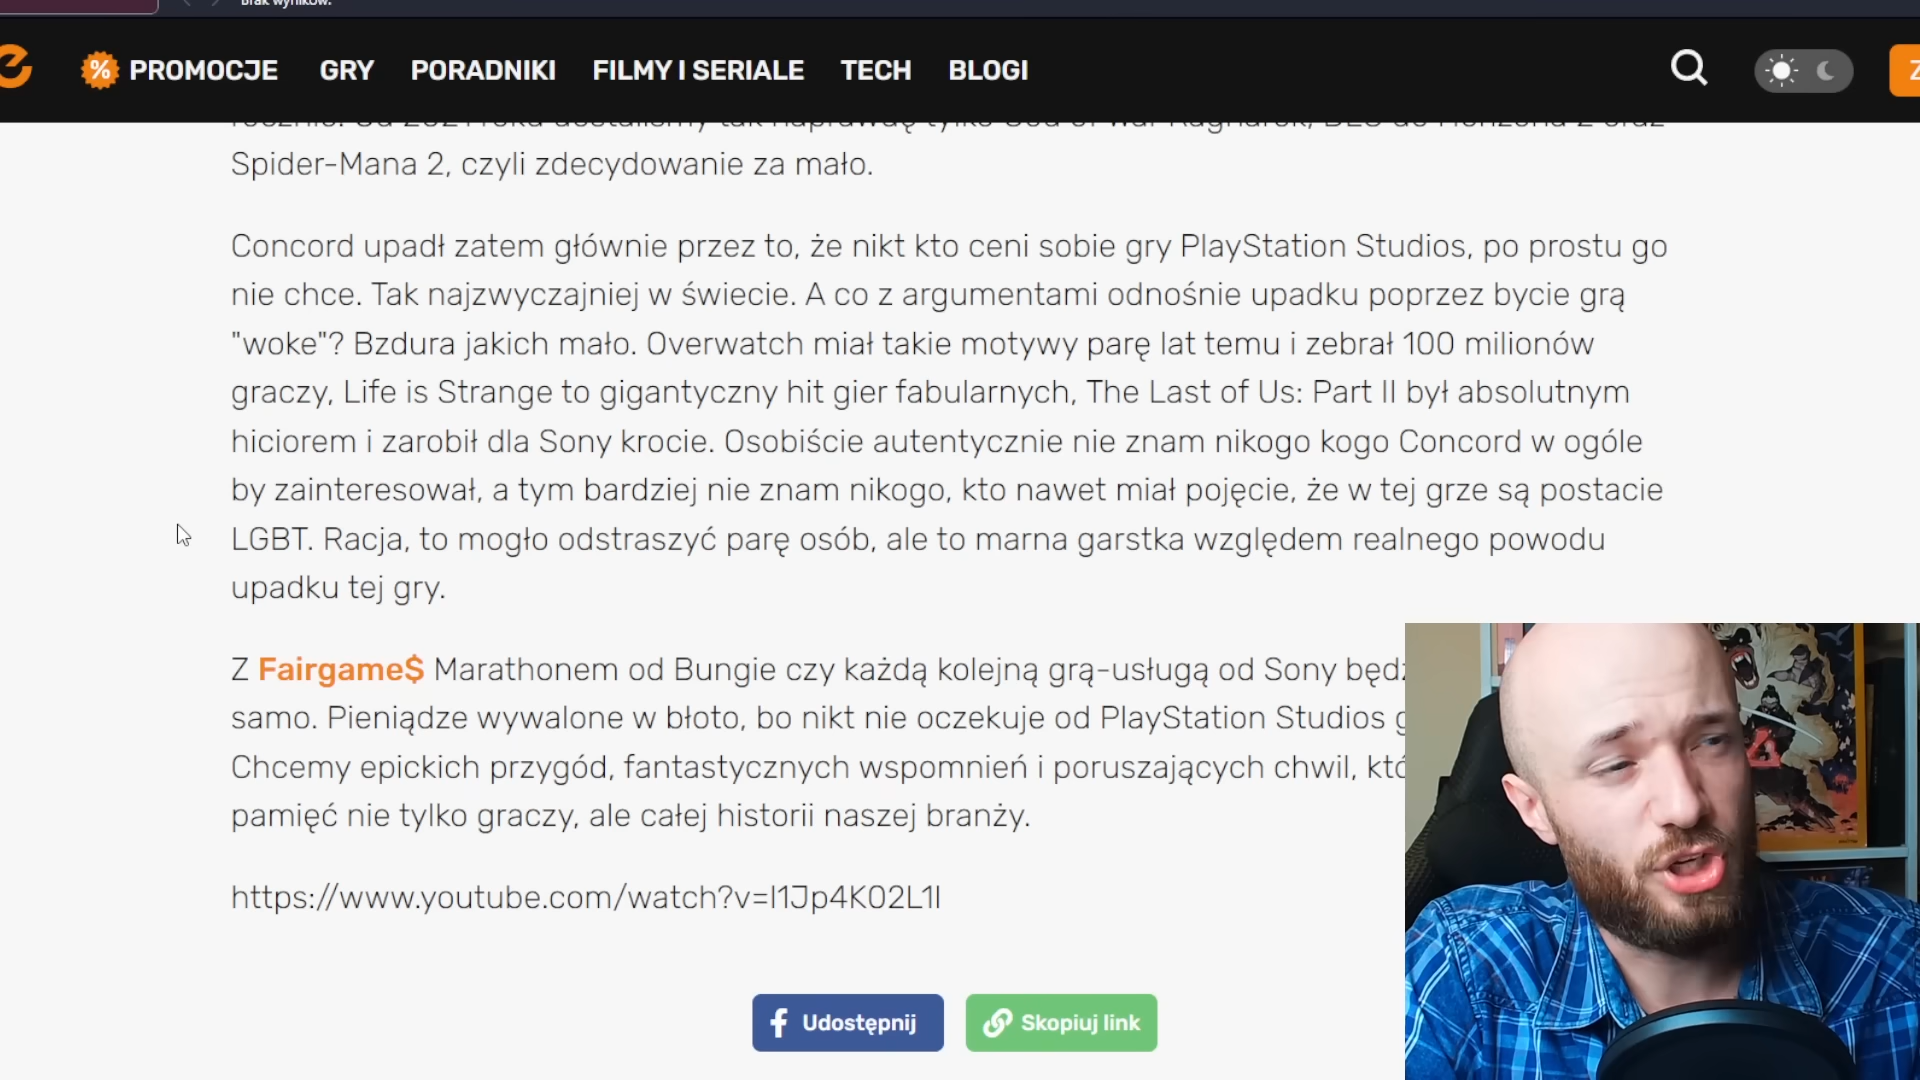 Brak wyników.
% PROMOCJE GRY PORADNIKI FILMY I SERIALE TECH BLOGI
Spider-Mana 2, czyli zdecydowanie za mało.
Concord upadł zatem głównie przez to, że nikt kto ceni sobie gry PlayStation Studios, po prostu go
nie chce. Tak najzwyczajniej w świecie. A co z argumentami odnośnie upadku poprzez bycie grą
"woke"? Bzdura jakich mało. Overwatch miał takie motywy parę lat temu i zebrał 100 milionów
graczy, Life is Strange to gigantyczny hit gier fabularnych, The Last of Us: Part II był absolutnym
hiciorem i zarobił dla Sony krocie. Osobiście autentycznie nie znam nikogo kogo Concord w ogóle
by zainteresował, a tym bardziej nie znam nikogo, kto nawet miał pojęcie, że w tej grze są postacie
LGBT. Racja, to mogło odstraszyć parę osób, ale to marna garstka względem realnego powodu
upadku tej gry.
Z Fairgame$ Marathonem od Bungie czy każdą kolejną grą-usługą od Sony
samo. Pieniądze wywalone w błoto, bo nikt nie oczekuje od PlayStation Studios
Chcemy epickich przygód, fantastycznych wspomnień i poruszających chwil,
pamięć nie tylko graczy, ale całej historii naszej branży.
https://www.youtube.com/watch?v=I1Jp4K02L1I
Udostępnij
Skopiuj link